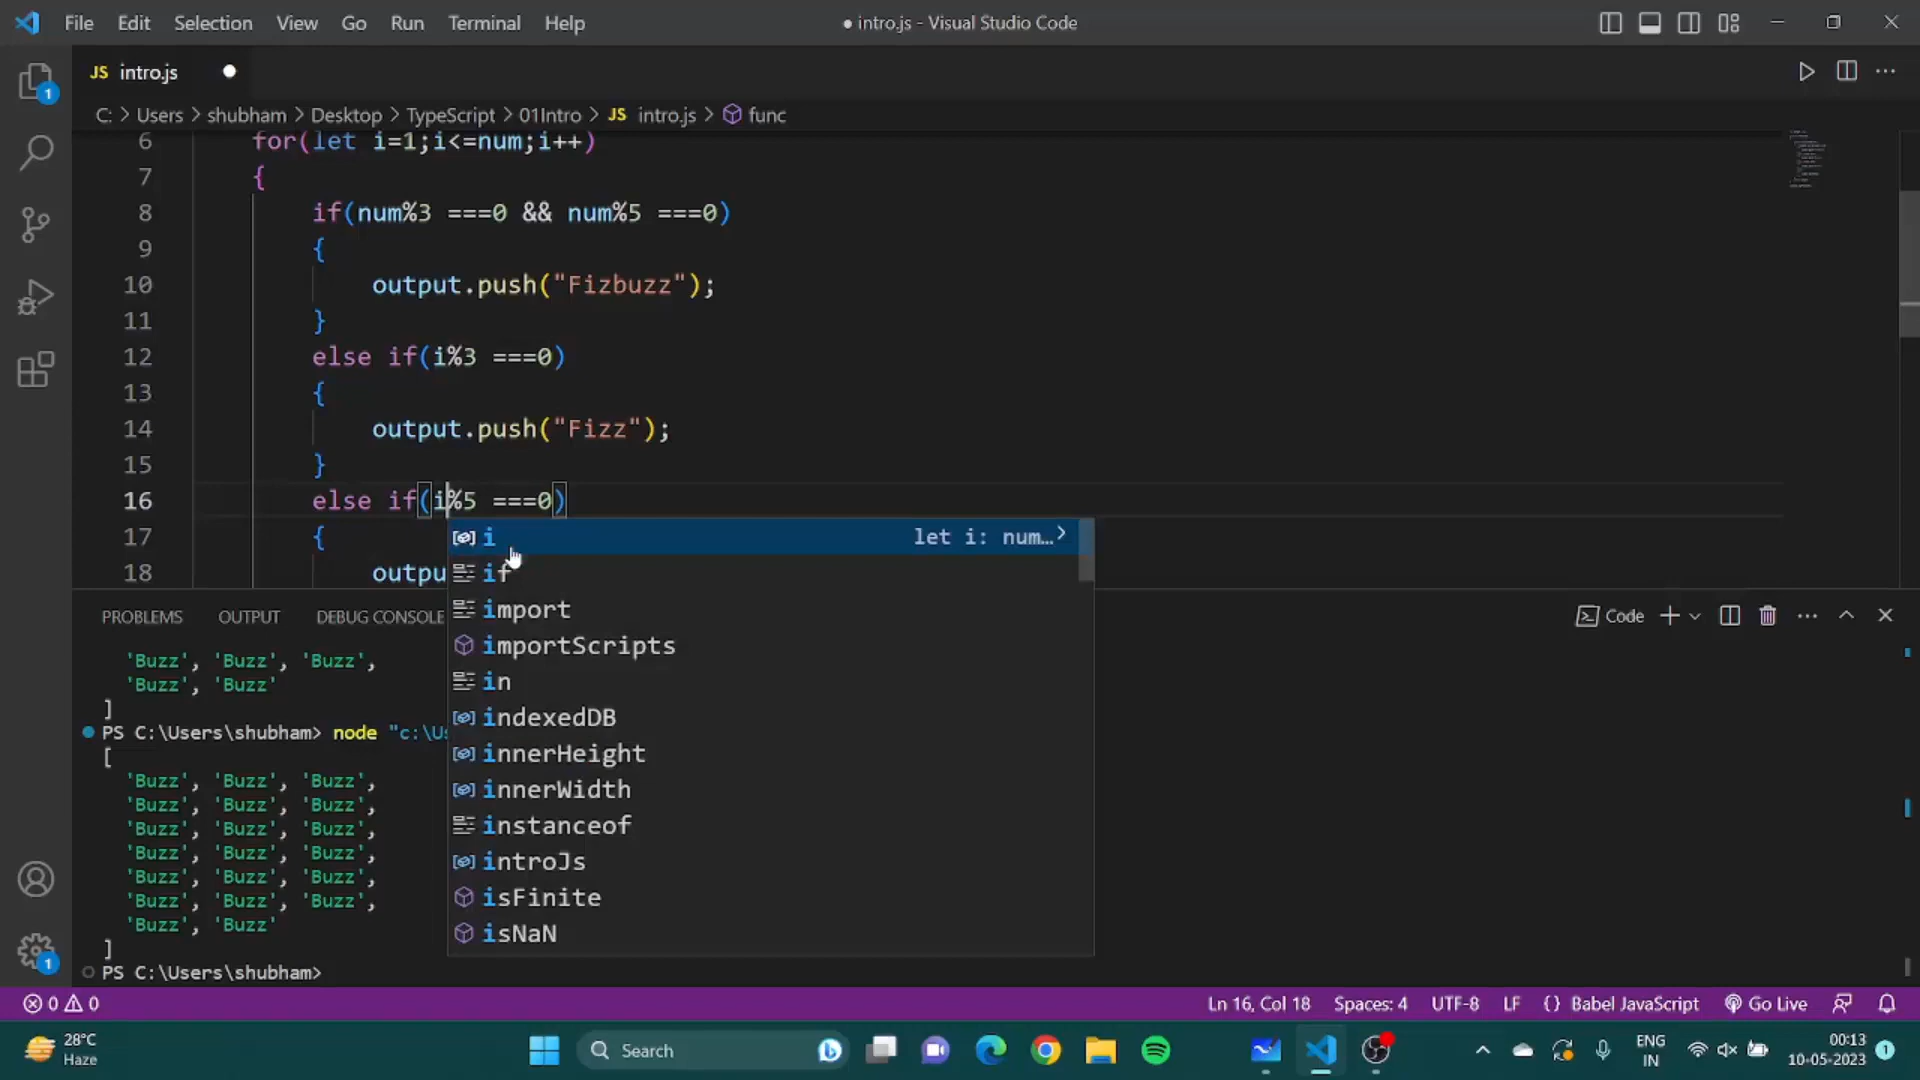 File Edit Selection View Go Run Terminal Help ● intro.js - Visual Studio Code
JS intro.js
1
C: > Users > shubham > Desktop > TypeScript > 01Intro > JS intro.js > func
6 for(let i=1;i<=num;i++)
7 {
8 if(num%3 ===0 && num%5 ===0)
9 {
10 output.push("Fizbuzz");
11 }
12 else if(i%3 ===0)
13 {
14 output.push("Fizz");
15 }
16 else if(i%5 ===0)
17 {
18 outpu
i let i: num…
if
import
importScripts
in
indexedDB
innerHeight
innerWidth
instanceof
introJs
isFinite
isNaN
PROBLEMS OUTPUT DEBUG CONSOLE Code
'Buzz', 'Buzz', 'Buzz',
'Buzz', 'Buzz'
]
PS C:\Users\shubham> node "c:\Us
[
'Buzz', 'Buzz', 'Buzz',
'Buzz', 'Buzz', 'Buzz',
'Buzz', 'Buzz', 'Buzz',
'Buzz', 'Buzz', 'Buzz',
'Buzz', 'Buzz', 'Buzz',
'Buzz', 'Buzz', 'Buzz',
'Buzz', 'Buzz'
]
PS C:\Users\shubham>
1
0 0 Ln 16, Col 18 Spaces: 4 UTF-8 LF {} Babel JavaScript Go Live
28°C
Haze
Search
ENG
IN
00:13
10-05-2023
1